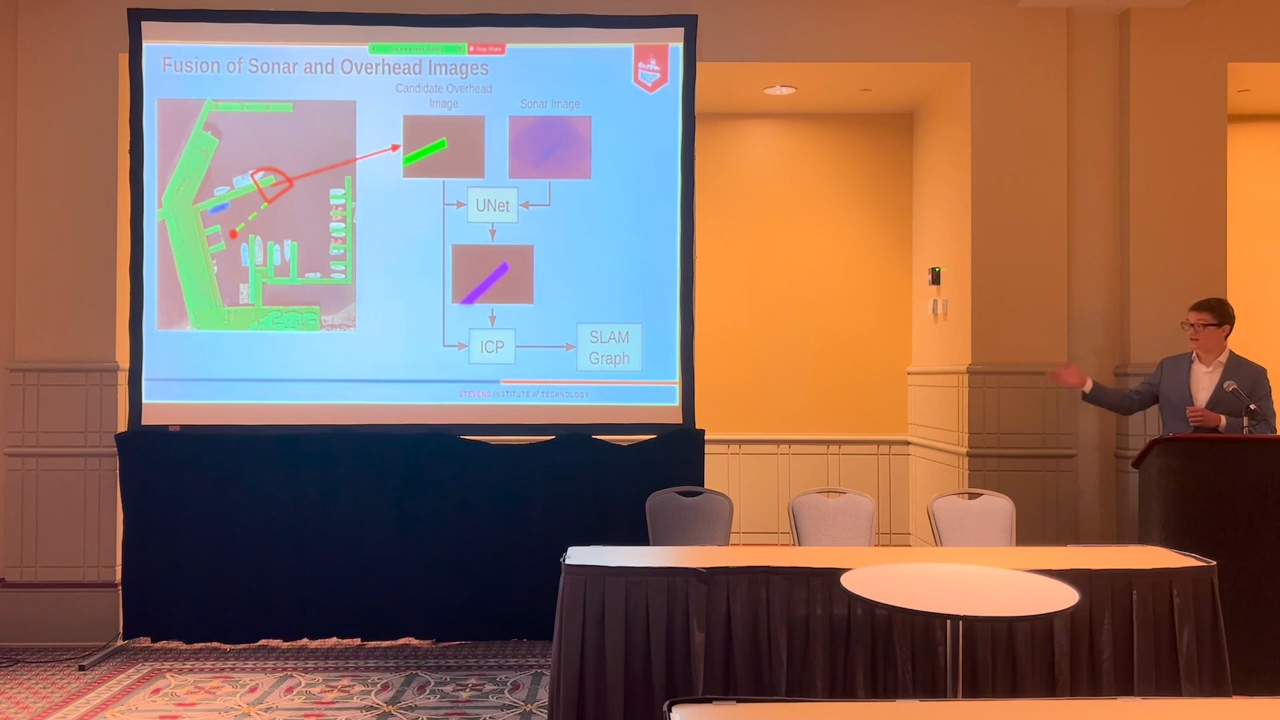 Fusion of Sonar and Overhead Images
Candidate Overhead
Image
Sonar Image
UNet
ICP
SLAM
Graph
STEVENS INSTITUTE of TECHNOLOGY